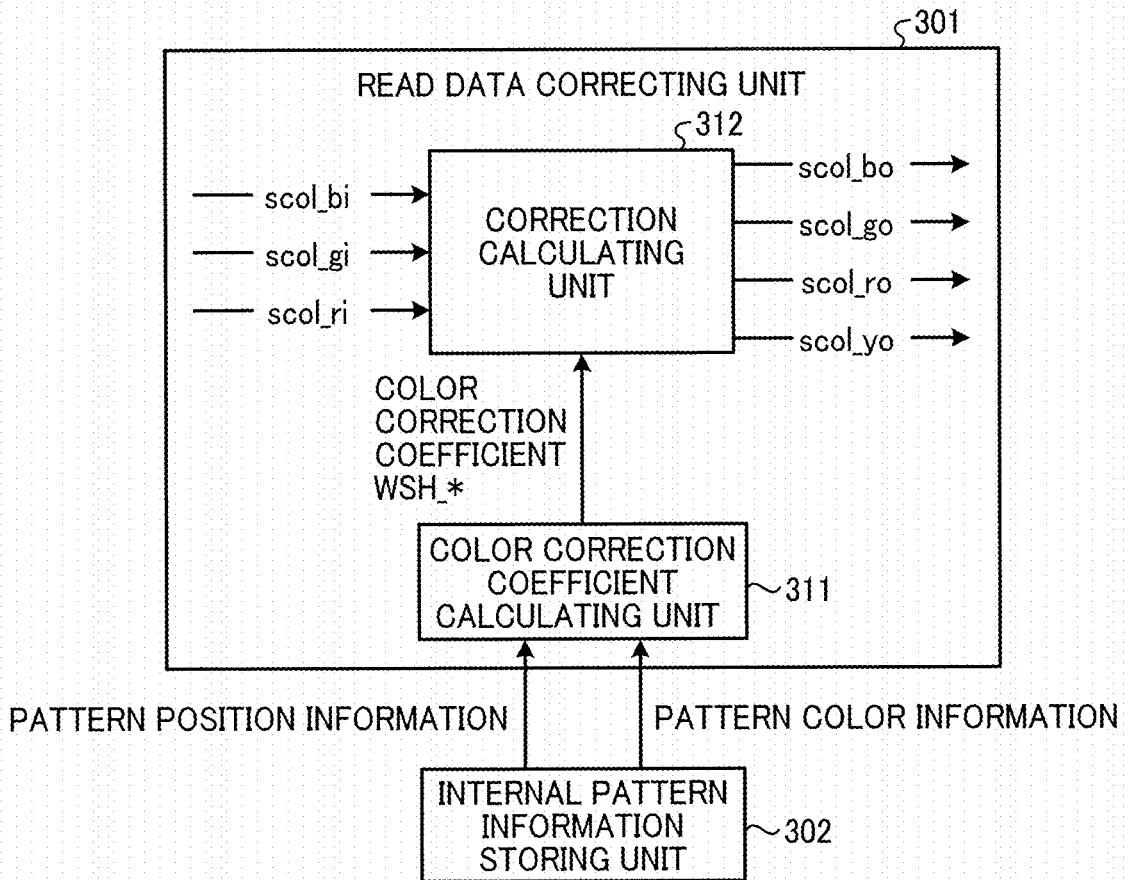 301
READ DATA CORRECTING UNIT
312
scol_bi
scol_gi
scol_ri
CORRECTION
CALCULATING
UNIT
scol_bo
scol_go
scol_ro
scol_yo
COLOR
CORRECTION
COEFFICIENT
WSH_*
COLOR CORRECTION
COEFFICIENT
CALCULATING UNIT
311
PATTERN POSITION INFORMATION
PATTERN COLOR INFORMATION
INTERNAL PATTERN
INFORMATION
STORING UNIT
302